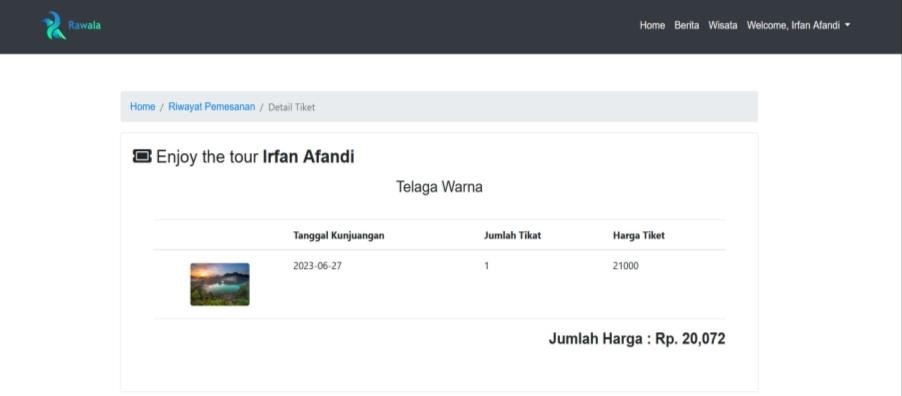 Rawala
Home Berita Wisata Welcome, Irfan Afandi
Home / Riwayat Pemesanan / Detail Tiket
Enjoy the tour Irfan Afandi
Telaga Warna
Tanggal Kunjuangan Jumlah Tikat Harga Tiket
2023-06-27 1 21000
Jumlah Harga : Rp. 20,072